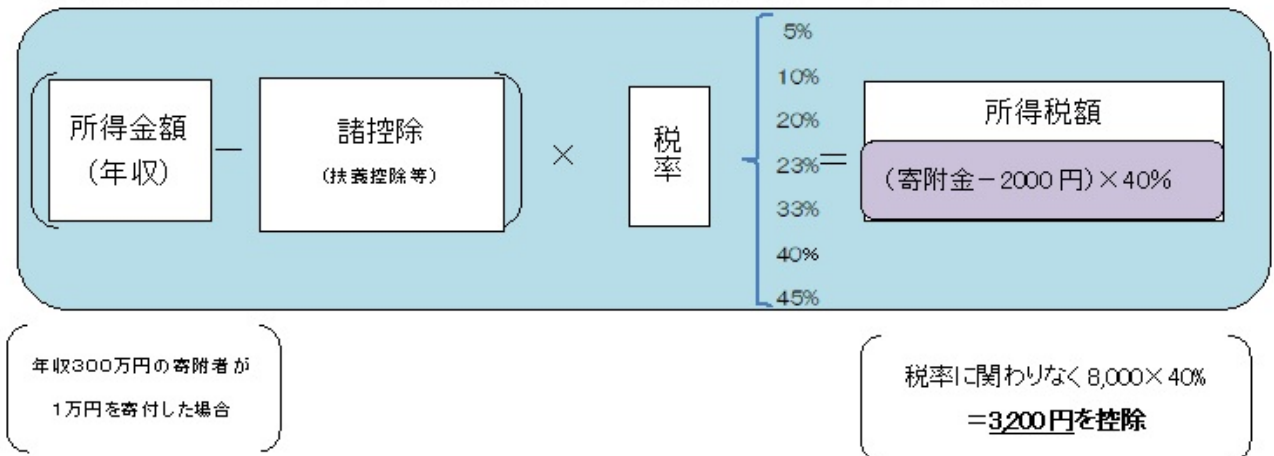 所得金額
(年収)
－
諸控除
(扶養控除等)
×
税率
5%
10%
20%
23%
33%
40%
45%
＝
所得税額
(寄附金－2000円)×40%
年収300万円の寄附者が
1万円を寄付した場合
税率に関わりなく8,000×40%
＝3,200円を控除